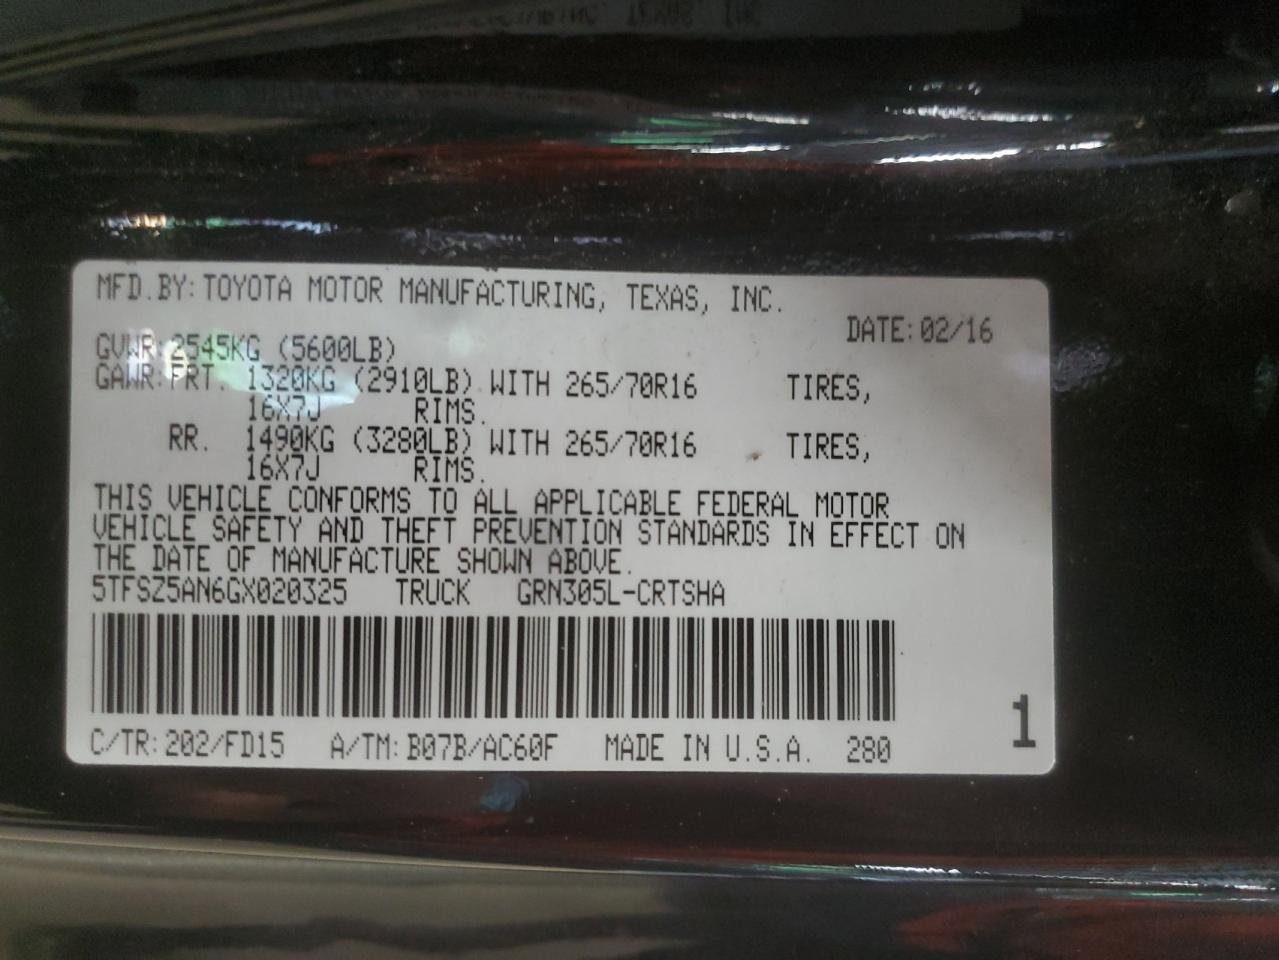 MFD.BY: TOYOTA MOTOR MANUFACTURING, TEXAS, INC.
DATE: 02/16
GVWR: 2545KG (5600LB)
GAWR: FRT. 1320KG (2910LB) WITH 265/70R16 TIRES,
16X7J RIMS.
RR. 1490KG (3280LB) WITH 265/70R16 TIRES,
16X7J RIMS.
THIS VEHICLE CONFORMS TO ALL APPLICABLE FEDERAL MOTOR
VEHICLE SAFETY AND THEFT PREVENTION STANDARDS IN EFFECT ON
THE DATE OF MANUFACTURE SHOWN ABOVE.
5TFSZ5AN6GX020325 TRUCK GRN305L-CRTSHA
1
C/TR: 202/FD15 A/TM: B07B/AC60F MADE IN U.S.A. 280